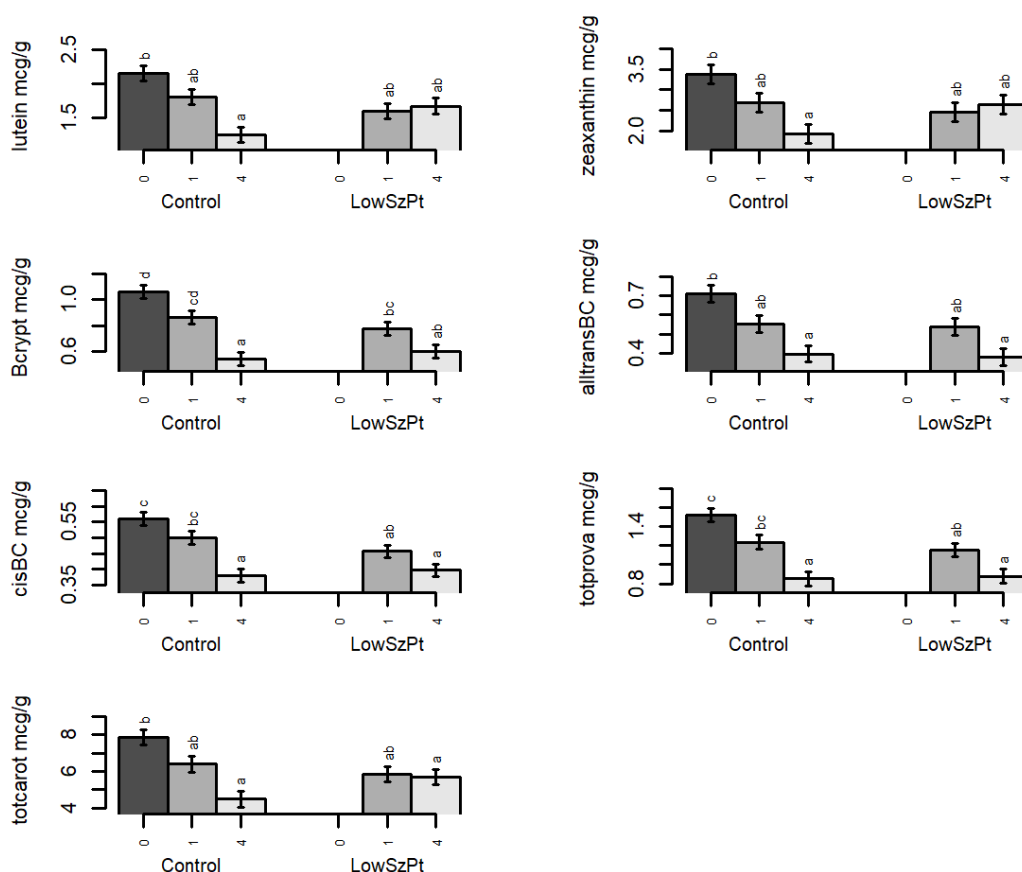 lutein mcg/g
2.5
1.5
b
ab
a
ab
ab
0
1
4
0
1
4
Control
LowSzPt
zeaxanthin mcg/g
3.5
2.0
b
ab
a
ab
ab
0
1
4
0
1
4
Control
LowSzPt
Bcrypt mcg/g
1.0
0.6
d
cd
a
bc
ab
0
1
4
0
1
4
Control
LowSzPt
alltransBC mcg/g
0.7
0.4
b
ab
a
ab
a
0
1
4
0
1
4
Control
LowSzPt
cisBC mcg/g
0.55
0.35
c
bc
a
ab
a
0
1
4
0
1
4
Control
LowSzPt
totprova mcg/g
1.4
0.8
c
bc
a
ab
a
0
1
4
0
1
4
Control
LowSzPt
totcarot mcg/g
8
6
4
b
ab
a
ab
a
0
1
4
0
1
4
Control
LowSzPt